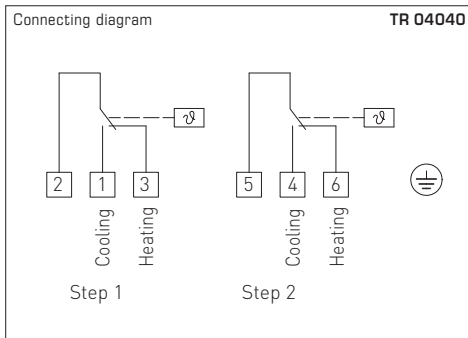 Connecting diagram TR 04040
ϑ ϑ
2 1 3 5 4 6
Cooling Heating Cooling Heating
Step 1 Step 2